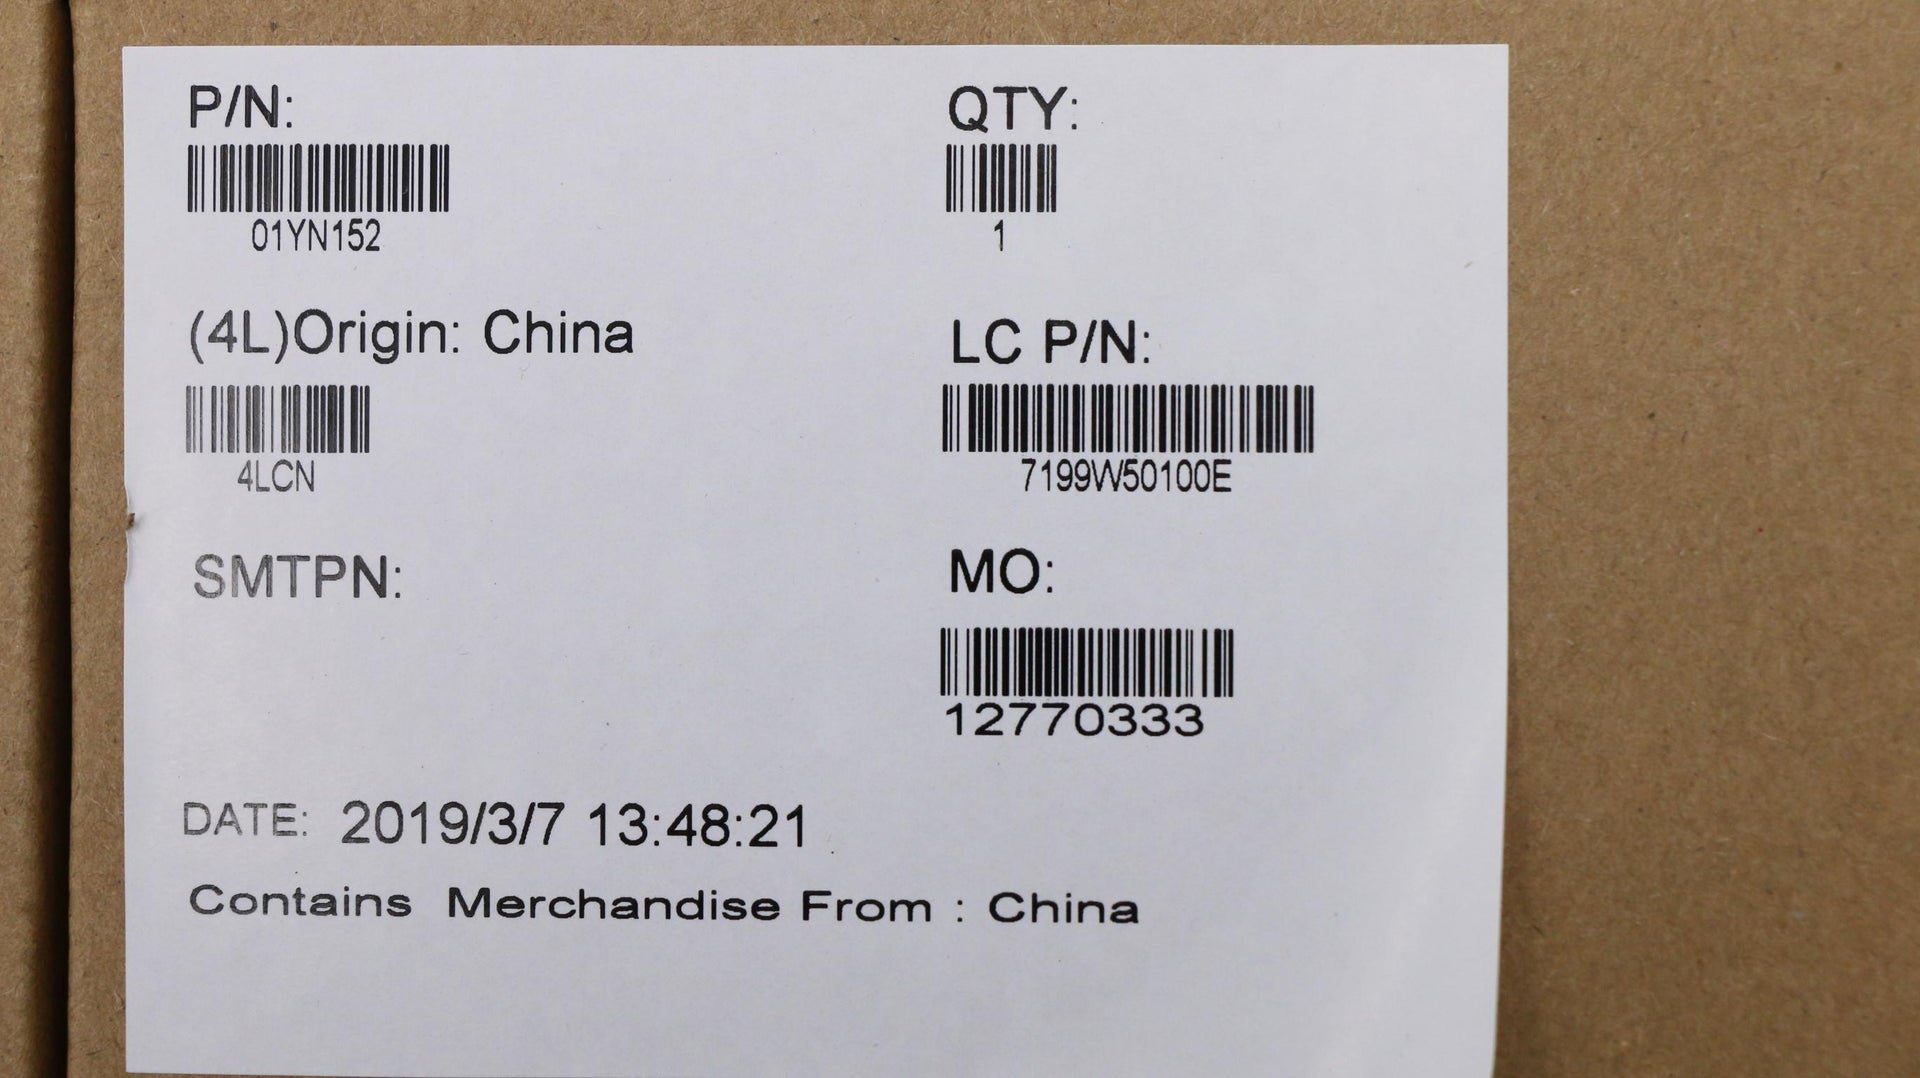 P/N:
QTY:
01YN152
1
(4L)Origin: China
LC P/N:
4LCN
7199W50100E
SMTPN:
MO:
12770333
DATE: 2019/3/7 13:48:21
Contains Merchandise From : China